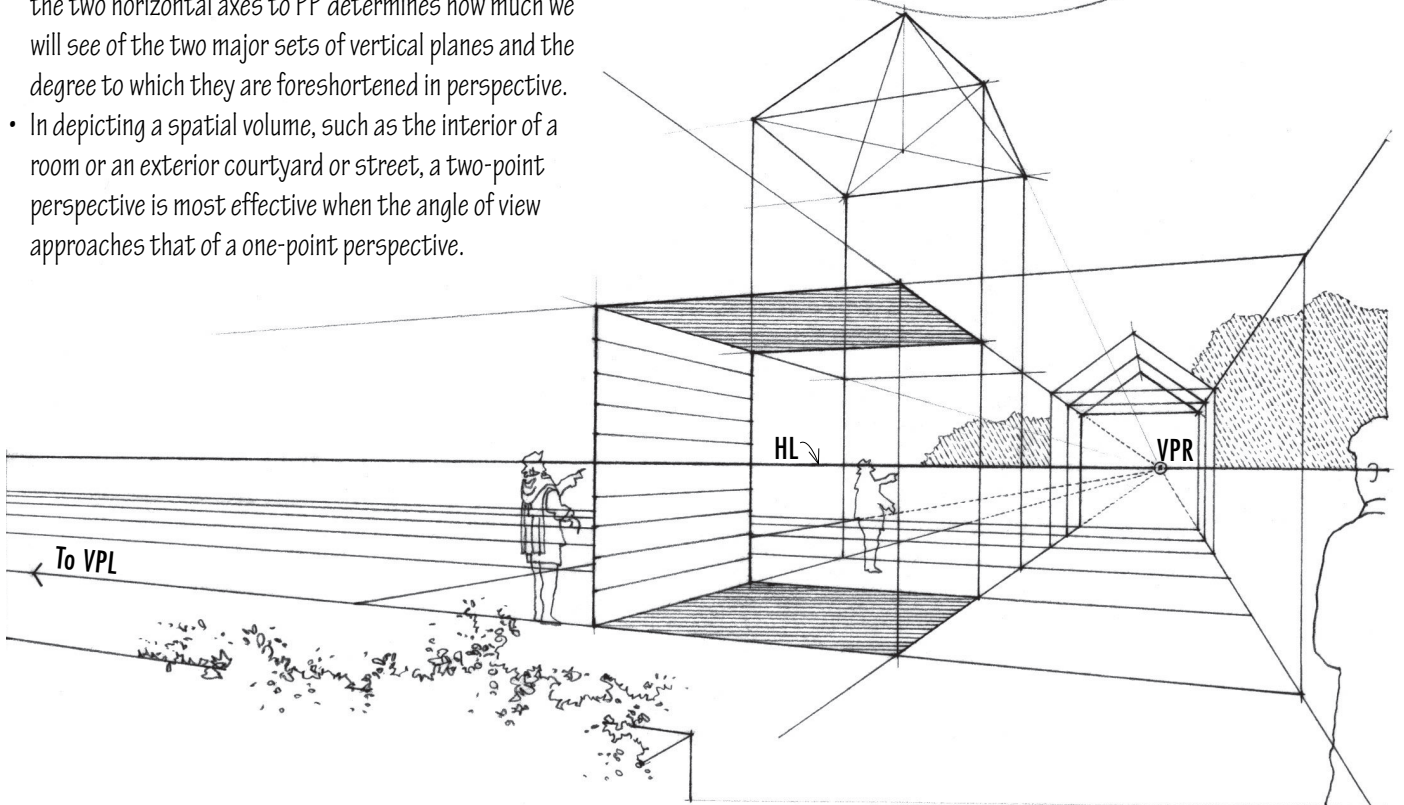 the two horizontal axes to PP determines how much we
will see of the two major sets of vertical planes and the
degree to which they are foreshortened in perspective.
• In depicting a spatial volume, such as the interior of a
room or an exterior courtyard or street, a two-point
perspective is most effective when the angle of view
approaches that of a one-point perspective.
HL
VPR
To VPL